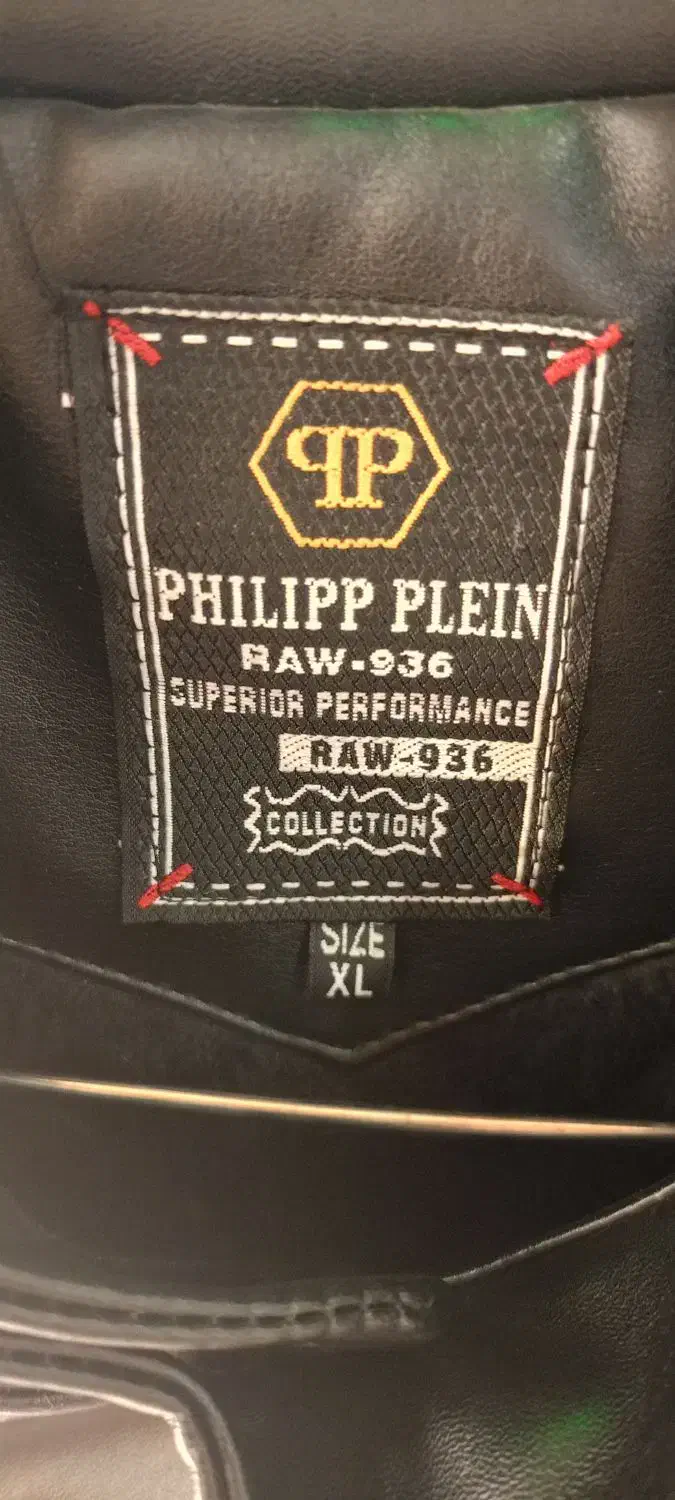 PP
PHILIPP PLEIN
RAW-936
SUPERIOR PERFORMANCE
RAW-936
COLLECTION
SIZE
XL